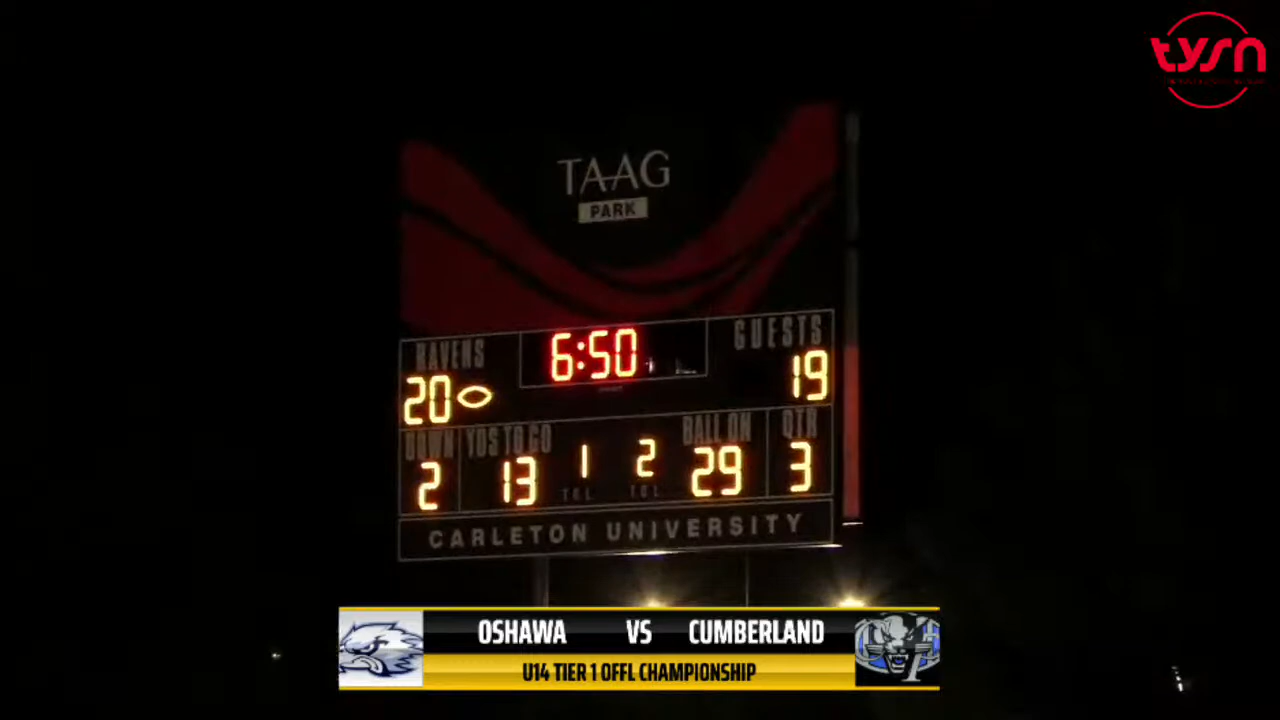 tysn
TAAG
PARK
RAVENS
6:50
GUESTS
20
19
DOWN
YDS TO GO
BALL ON
QTR
2
13
1
2
29
3
TOL
TOL
CARLETON UNIVERSITY
OSHAWA VS CUMBERLAND
U14 TIER 1 OFFL CHAMPIONSHIP